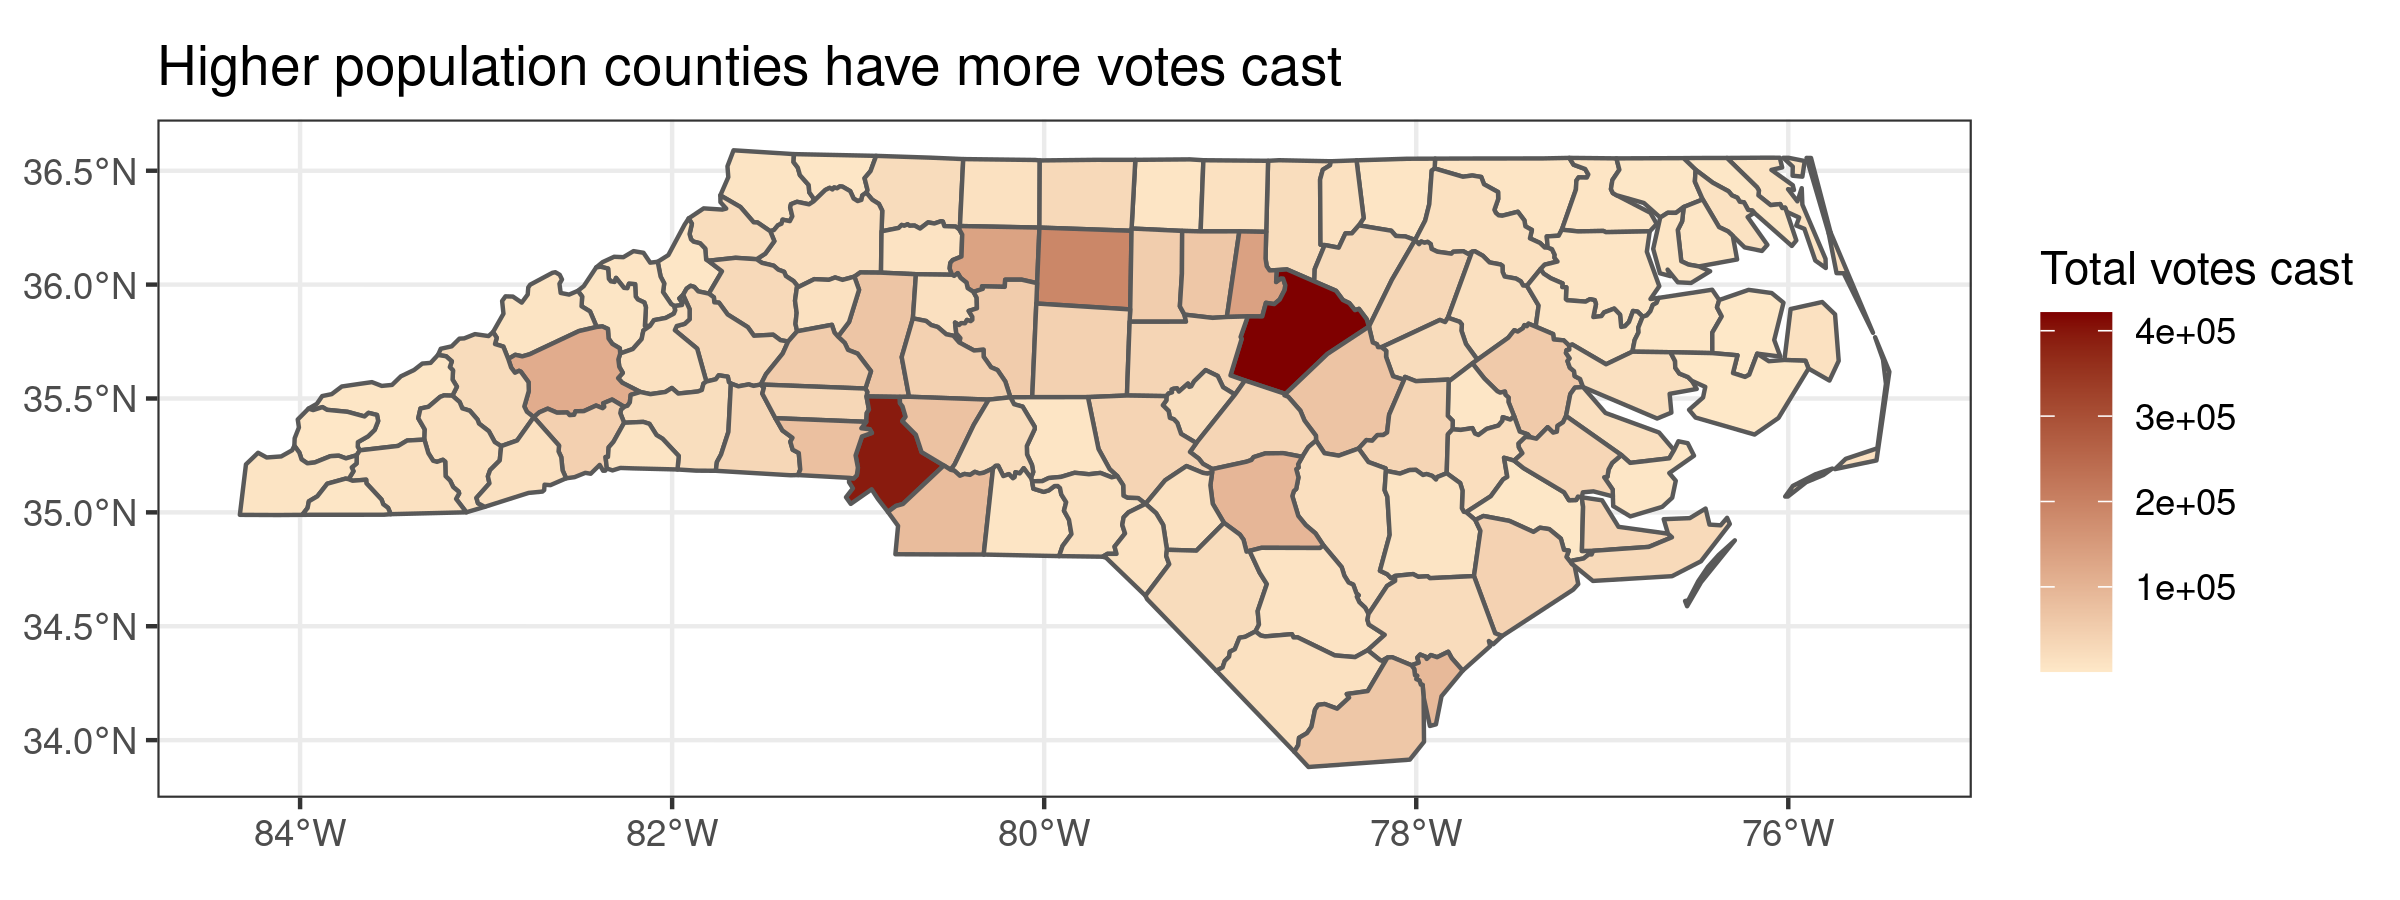 Higher population counties have more votes cast
36.5°N
36.0°N
35.5°N
35.0°N
34.5°N
34.0°N
84°W
82°W
80°W
78°W
76°W
Total votes cast
4e+05
3e+05
2e+05
1e+05